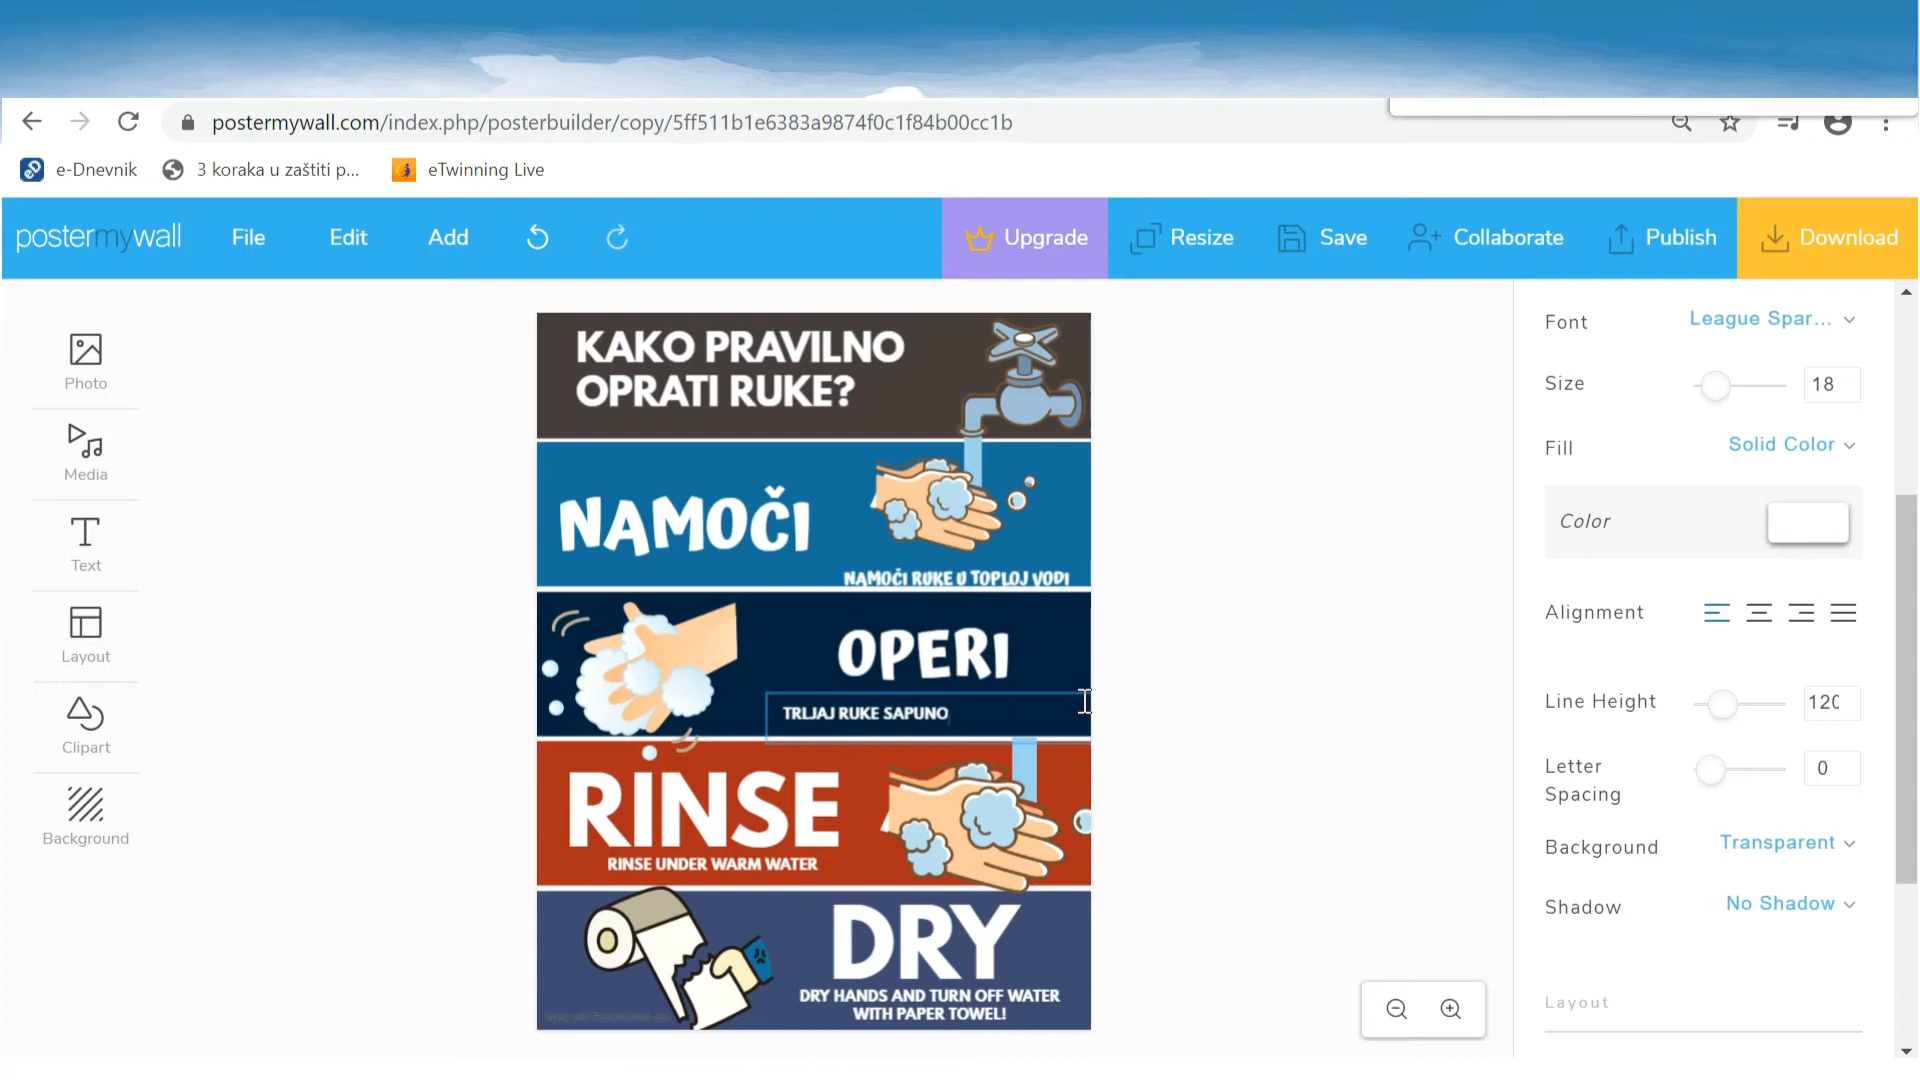 postermywall.com/index.php/posterbuilder/copy/5ff511b1e6383a9874f0c1f84b00cc1b
e-Dnevnik
3 koraka u zaštiti p...
eTwinning Live
postermywall
File
Edit
Add
Upgrade
Resize
Save
Collaborate
Publish
Download
Photo
Media
Text
Layout
Clipart
Background
KAKO PRAVILNO
OPRATI RUKE?
NAMOČI
NAMOČI RUKE U TOPLOJ VODI
OPERI
TRLJAJ RUKE SAPUNO
RINSE
RINSE UNDER WARM WATER
DRY
DRY HANDS AND TURN OFF WATER
WITH PAPER TOWEL!
Font
League Spar...
Size
18
Fill
Solid Color
Color
Alignment
Line Height
120
Letter
Spacing
0
Background
Transparent
Shadow
No Shadow
Layout